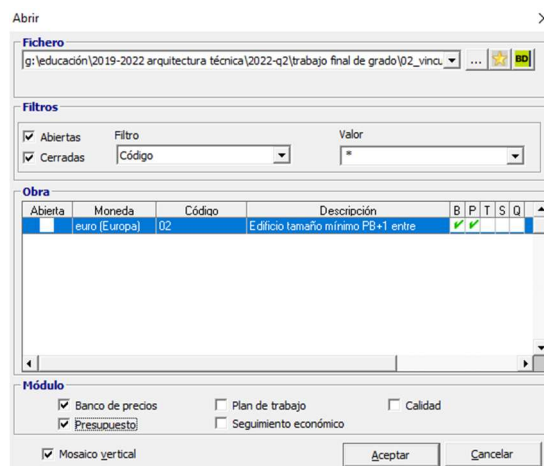 Abrir
Fichero
g:\educación\2019-2022 arquitectura técnica\2022-q2\trabajo final de grado\02_vincu ... BD
Filtros
Abiertas Filtro Valor
Cerradas Código *
Obra
Abierta Moneda Código Descripción B P T S Q
euro (Europa) 02 Edificio tamaño mínimo PB+1 entre
Módulo
Banco de precios Plan de trabajo Calidad
Presupuesto Seguimiento económico
Mosaico vertical Aceptar Cancelar